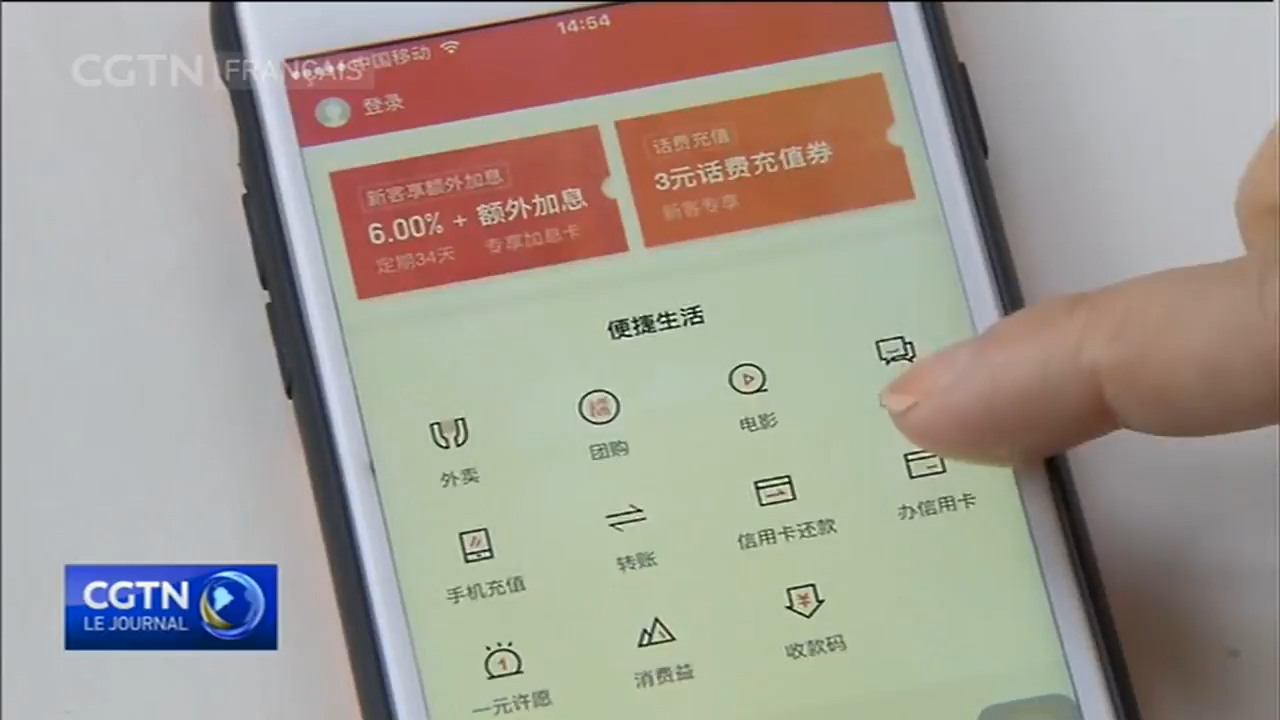 CGTN FRANÇAIS
中国移动
14:54
登录
新客享额外加息
6.00% + 额外加息
定期34天 专享加息卡
话费充值
3元话费充值券
新客专享
便捷生活
外卖
团购
电影
手机充值
转账
信用卡还款
办信用卡
一元许愿
消费益
收款码
CGTN
LE JOURNAL